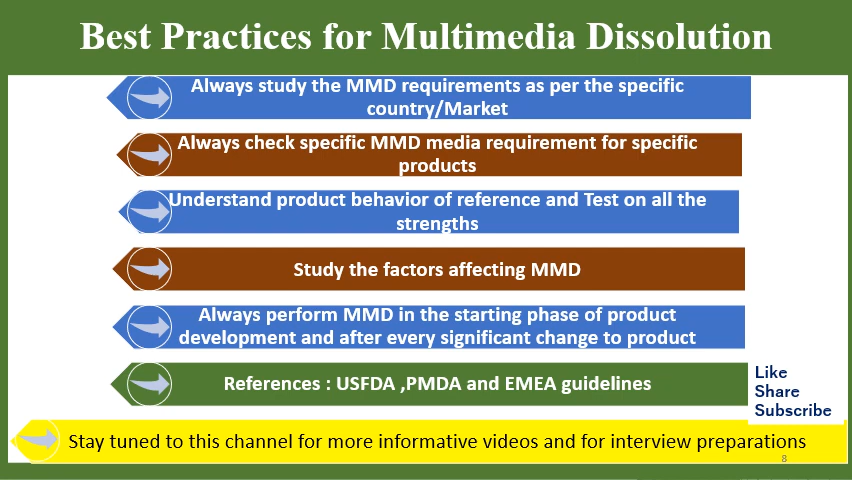 Best Practices for Multimedia Dissolution
Always study the MMD requirements as per the specific
country/Market
Always check specific MMD media requirement for specific
products
Understand product behavior of reference and Test on all the
strengths
Study the factors affecting MMD
Always perform MMD in the starting phase of product
development and after every significant change to product
References : USFDA ,PMDA and EMEA guidelines
Like
Share
Subscribe
Stay tuned to this channel for more informative videos and for interview preparations
8